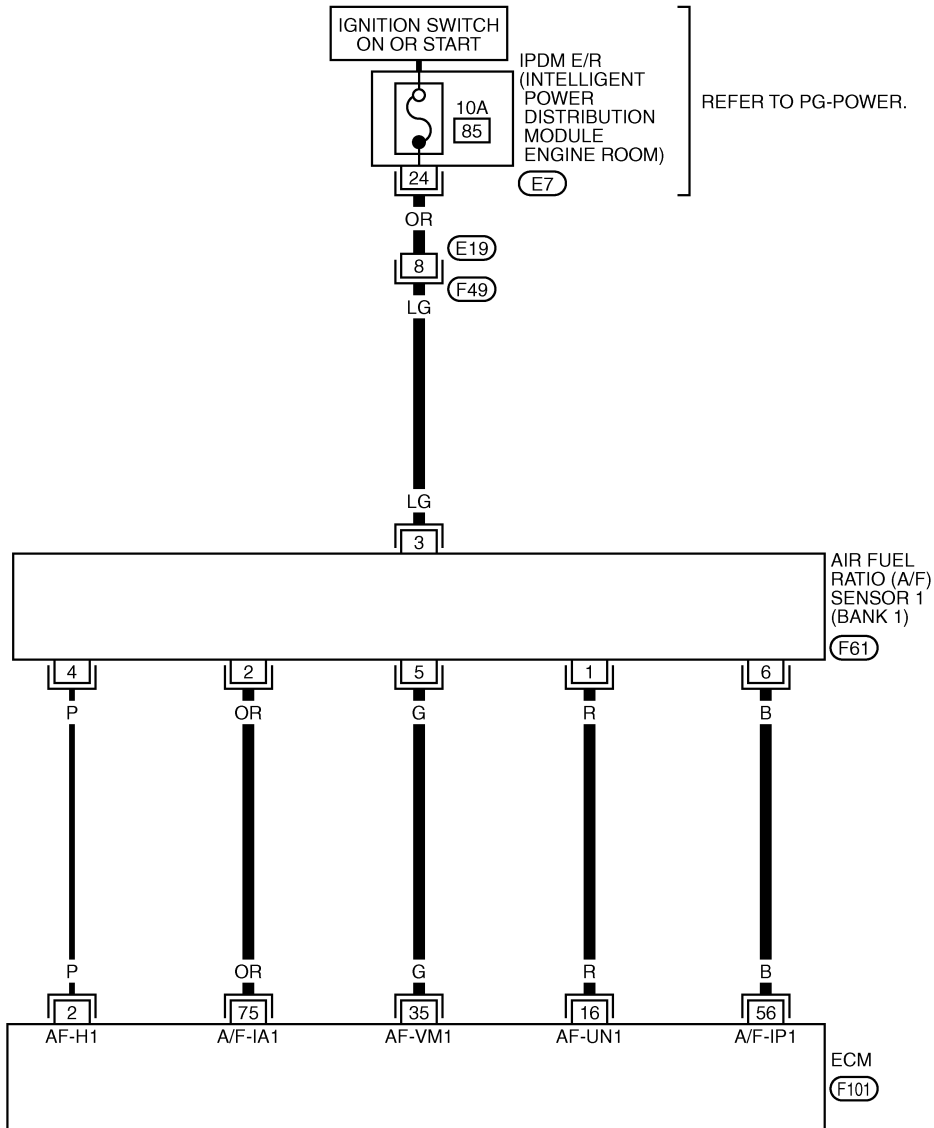 IGNITION SWITCH
ON OR START
IPDM E/R
(INTELLIGENT
POWER
DISTRIBUTION
MODULE
ENGINE ROOM)
REFER TO PG-POWER.
10A
85
24
E7
OR
E19
8
F49
LG
LG
3
AIR FUEL
RATIO (A/F)
SENSOR 1
(BANK 1)
F61
4 2 5 1 6
P OR G R B
P OR G R B
2 75 35 16 56
AF-H1 A/F-IA1 AF-VM1 AF-UN1 A/F-IP1
ECM
F101